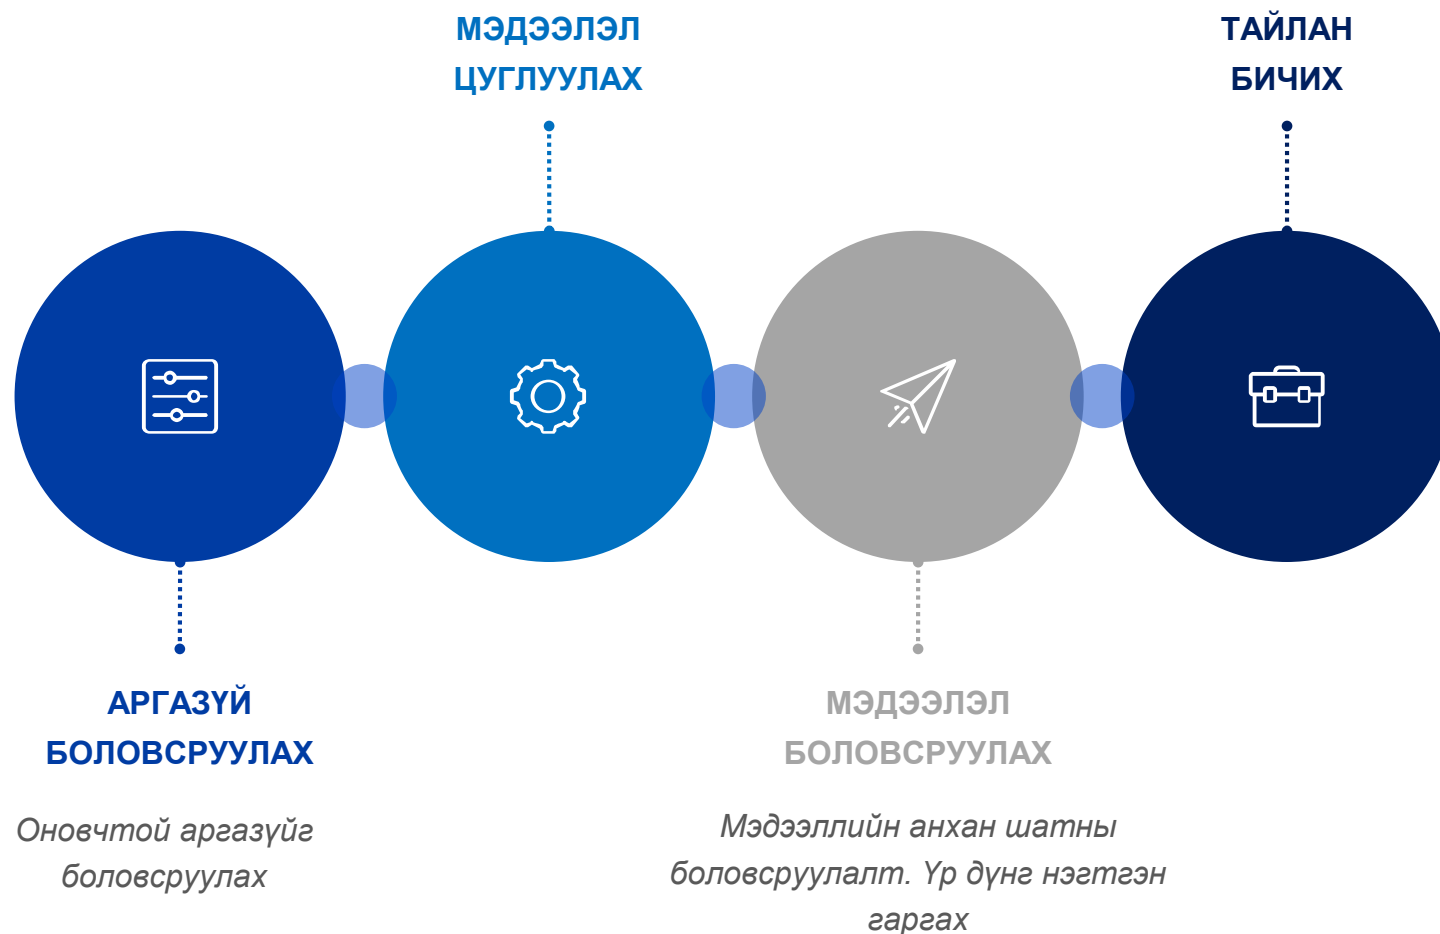 МЭДЭЭЛЭЛ
ЦУГЛУУЛАХ
ТАЙЛАН
БИЧИХ
АРГАЗҮЙ
БОЛОВСРУУЛАХ
Оновчтой аргазүйг
боловсруулах
МЭДЭЭЛЭЛ
БОЛОВСРУУЛАХ
Мэдээллийн анхан шатны
боловсруулалт. Үр дүнг нэгтгэн
гаргах